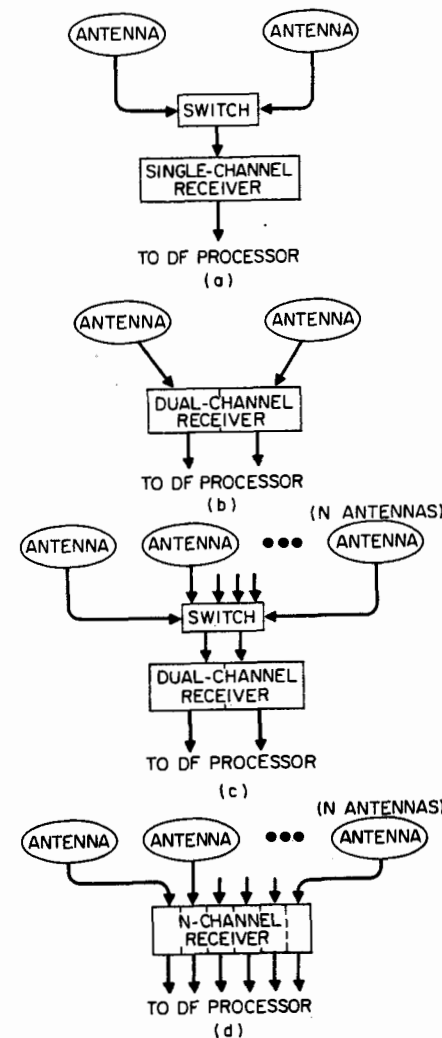 ANTENNA ANTENNA
SWITCH
SINGLE-CHANNEL
RECEIVER
TO DF PROCESSOR
(a)
ANTENNA ANTENNA
DUAL-CHANNEL
RECEIVER
TO DF PROCESSOR
(b)
(N ANTENNAS)
ANTENNA ANTENNA ANTENNA
SWITCH
DUAL-CHANNEL
RECEIVER
TO DF PROCESSOR
(c)
(N ANTENNAS)
ANTENNA ANTENNA ANTENNA
N-CHANNEL
RECEIVER
TO DF PROCESSOR
(d)